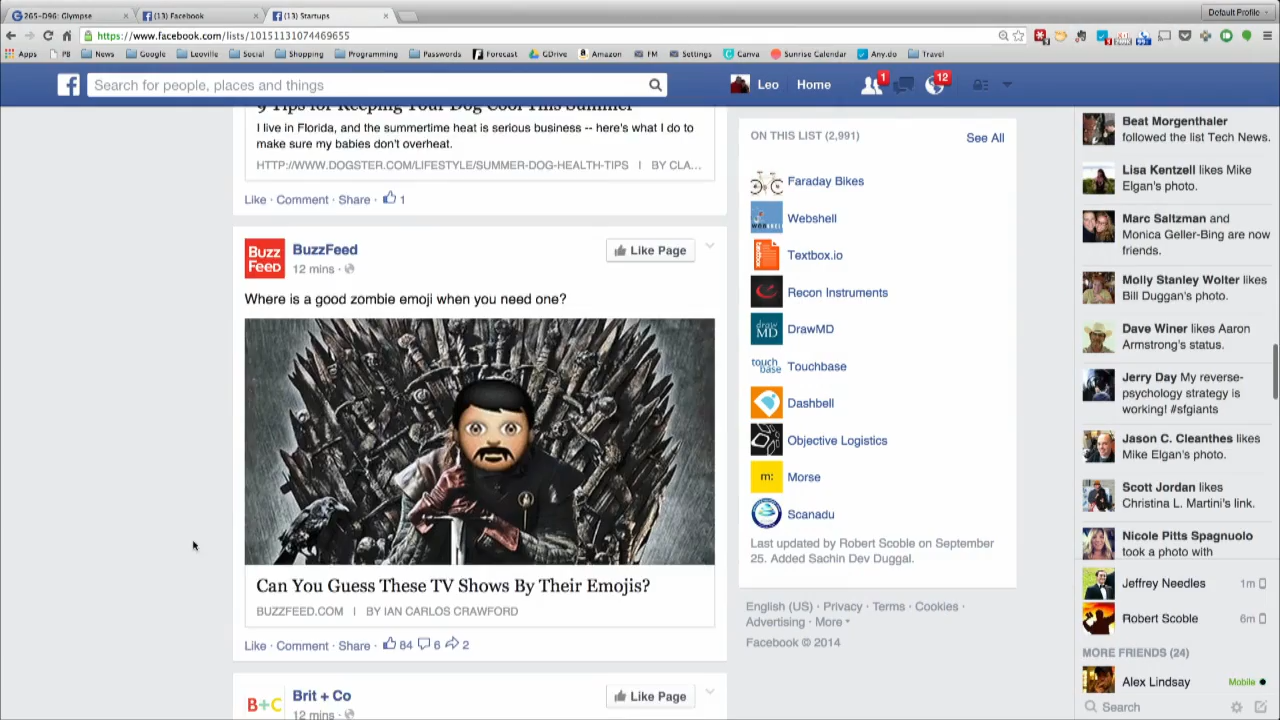 265-D96: Glympse
(13) Facebook
(13) Startups
Default Profile
https://www.facebook.com/lists/10151131074469655
Apps PB News Google Leoville Social Shopping Programming Passwords Forecast GDrive Amazon FM Settings Canva Sunrise Calendar Any.do Travel
Search for people, places and things
Leo Home 1 12
9 Tips for Keeping Your Dog Cool This Summer
I live in Florida, and the summertime heat is serious business -- here's what I do to
make sure my babies don't overheat.
HTTP://WWW.DOGSTER.COM/LIFESTYLE/SUMMER-DOG-HEALTH-TIPS | BY CLA...
Like · Comment · Share · 1
Buzz
FeeD
BuzzFeed
12 mins ·
Like Page
Where is a good zombie emoji when you need one?
Can You Guess These TV Shows By Their Emojis?
BUZZFEED.COM | BY IAN CARLOS CRAWFORD
Like · Comment · Share · 84 6 2
B+C
Brit + Co
12 mins ·
Like Page
ON THIS LIST (2,991)
See All
Faraday Bikes
Webshell
Textbox.io
Recon Instruments
draw
MD
DrawMD
touch
base
Touchbase
Dashbell
Objective Logistics
m:
Morse
Scanadu
Last updated by Robert Scoble on September
25. Added Sachin Dev Duggal.
English (US) · Privacy · Terms · Cookies ·
Advertising · More
Facebook © 2014
Beat Morgenthaler
followed the list Tech News.
Lisa Kentzell likes Mike
Elgan's photo.
Marc Saltzman and
Monica Geller-Bing are now
friends.
Molly Stanley Wolter likes
Bill Duggan's photo.
Dave Winer likes Aaron
Armstrong's status.
Jerry Day My reverse-
psychology strategy is
working! #sfgiants
Jason C. Cleanthes likes
Mike Elgan's photo.
Scott Jordan likes
Christina L. Martini's link.
Nicole Pitts Spagnuolo
took a photo with
Jeffrey Needles 1m
Robert Scoble 6m
MORE FRIENDS (24)
Alex Lindsay Mobile
Search